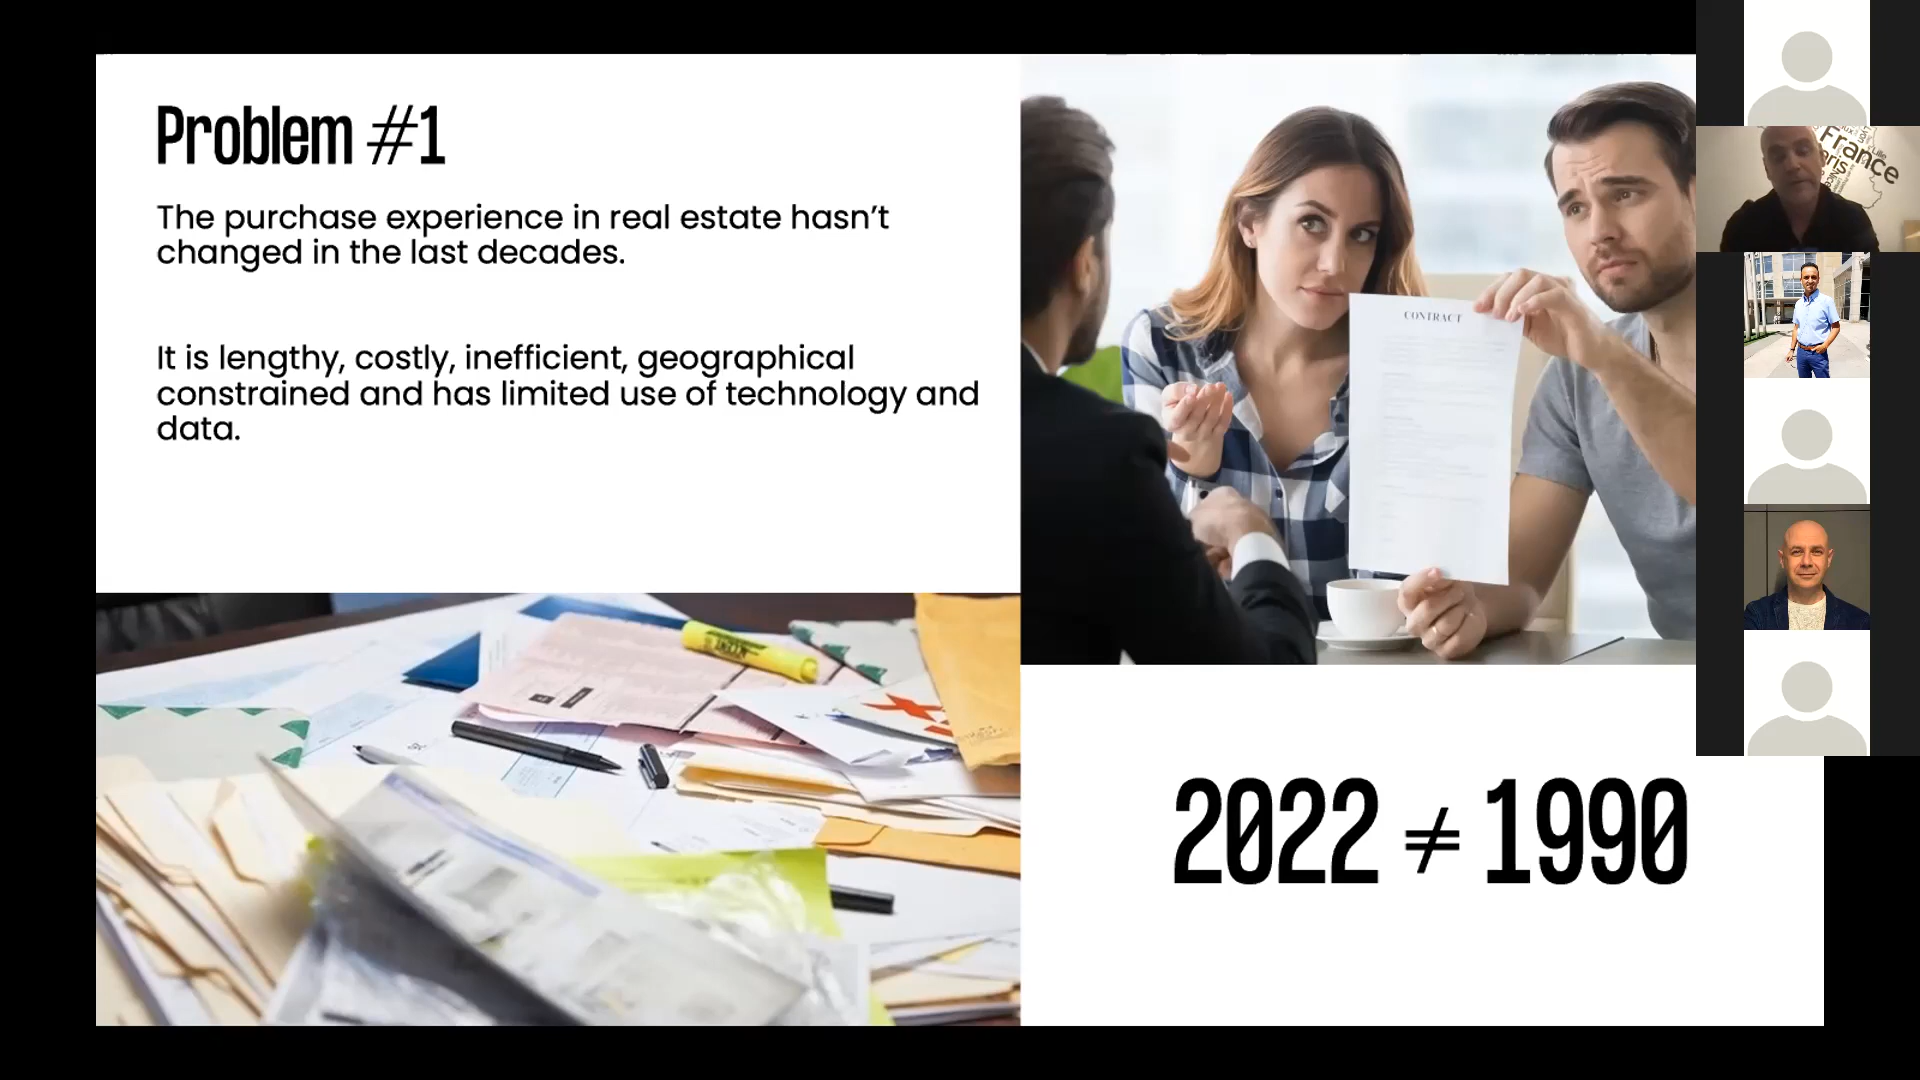 Problem #1
The purchase experience in real estate hasn’t
changed in the last decades.
It is lengthy, costly, inefficient, geographical
constrained and has limited use of technology and
data.
CONTRACT
2022 ≠ 1990
France
Nice